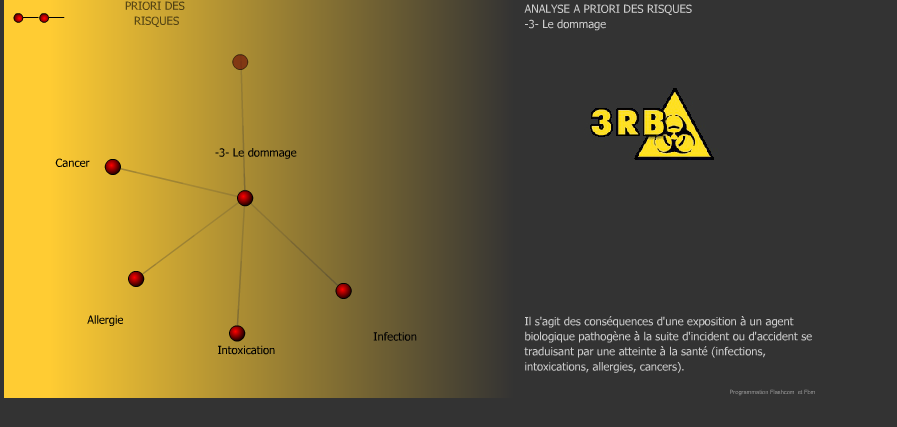 PRIORI DES
RISQUES
-3- Le dommage
Cancer
Allergie
Intoxication
Infection
ANALYSE A PRIORI DES RISQUES
-3- Le dommage
3RB
Il s'agit des conséquences d'une exposition à un agent
biologique pathogène à la suite d'incident ou d'accident se
traduisant par une atteinte à la santé (infections,
intoxications, allergies, cancers).
Programmation Flashcom